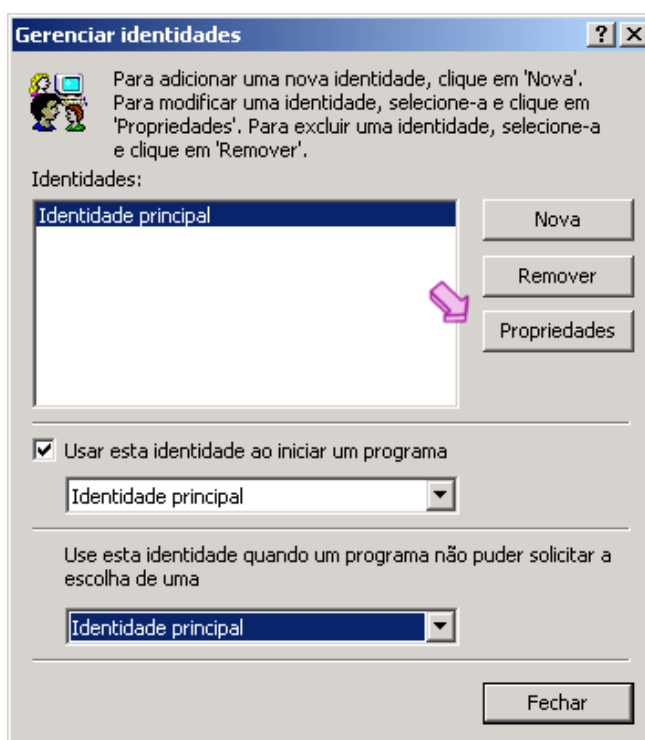 Gerenciar identidades
Para adicionar uma nova identidade, clique em 'Nova'.
Para modificar uma identidade, selecione-a e clique em
'Propriedades'. Para excluir uma identidade, selecione-a
e clique em 'Remover'.
Identidades:
Identidade principal
Nova
Remover
Propriedades
Usar esta identidade ao iniciar um programa
Identidade principal
Use esta identidade quando um programa não puder solicitar a
escolha de uma
Identidade principal
Fechar